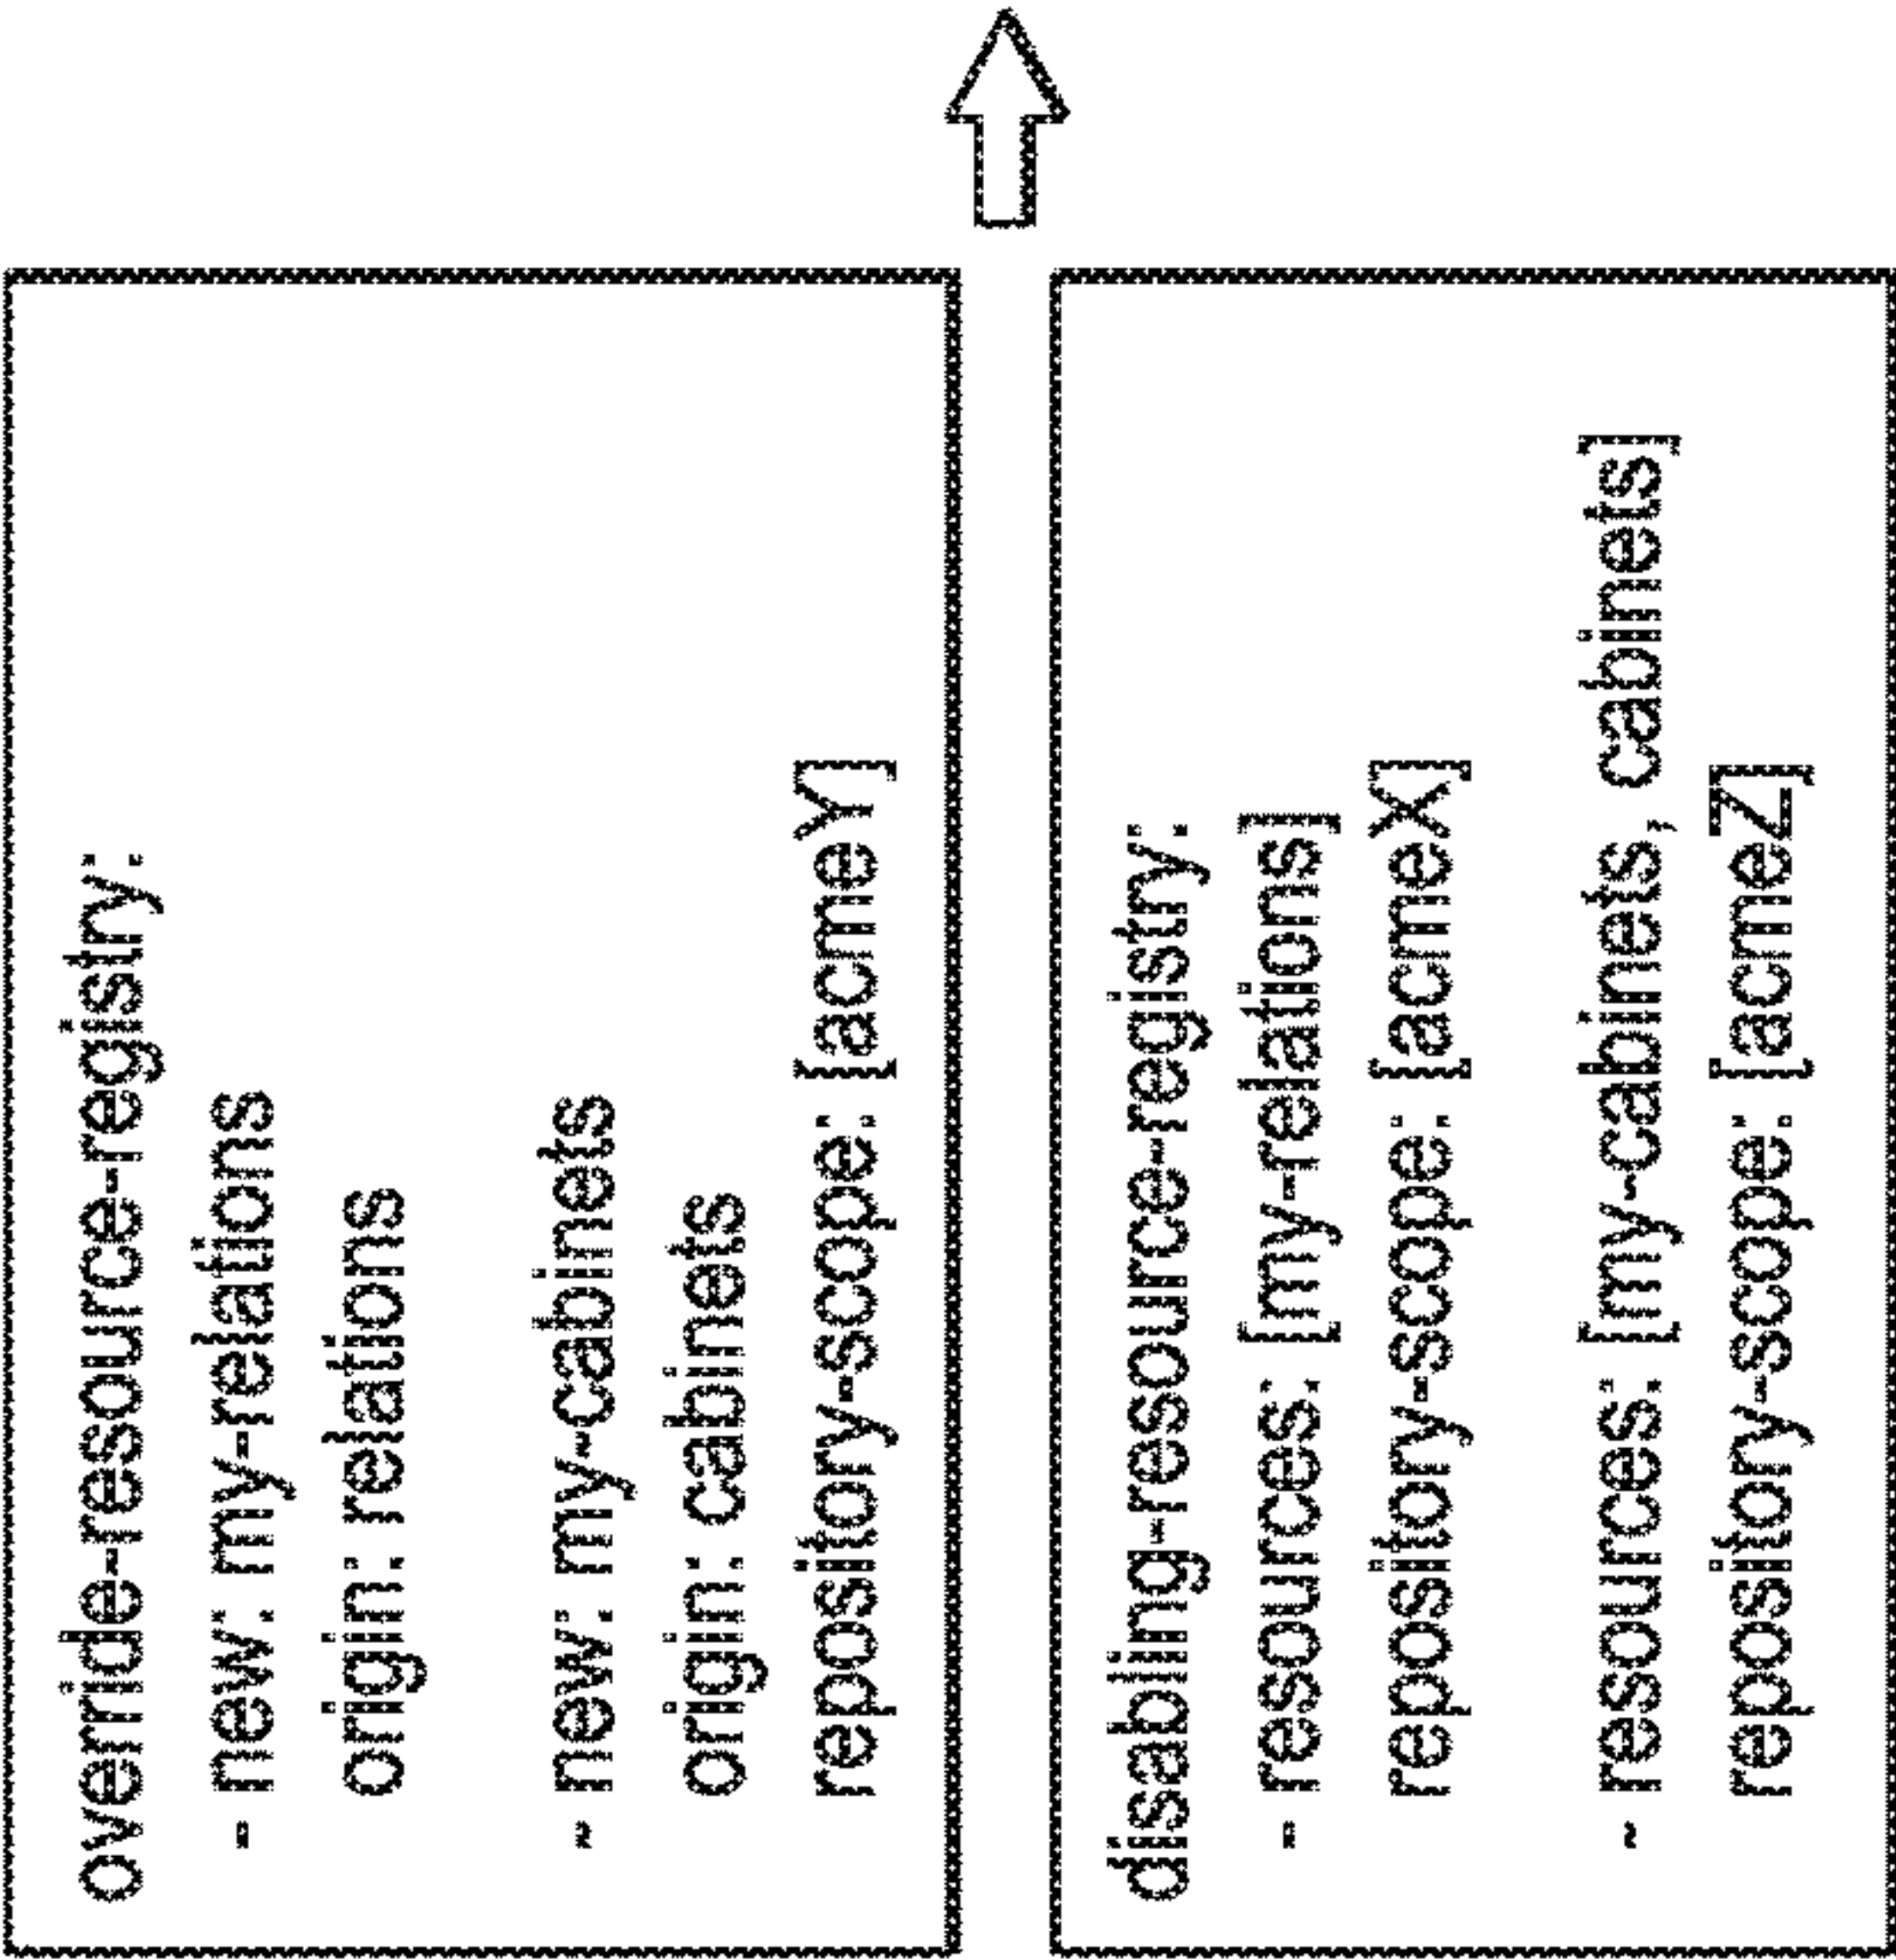 override-resource-registry:
- new: my-relations
origin: relations
- new: my-cabinets
origin: cabinets
repository-scope: [acmeY]
disabling-resource-registry:
- resources: [my-relations]
repository-scope: [acmeX]
- resources: [my-cabinets, cabinets]
repository-scope: [acmeZ]